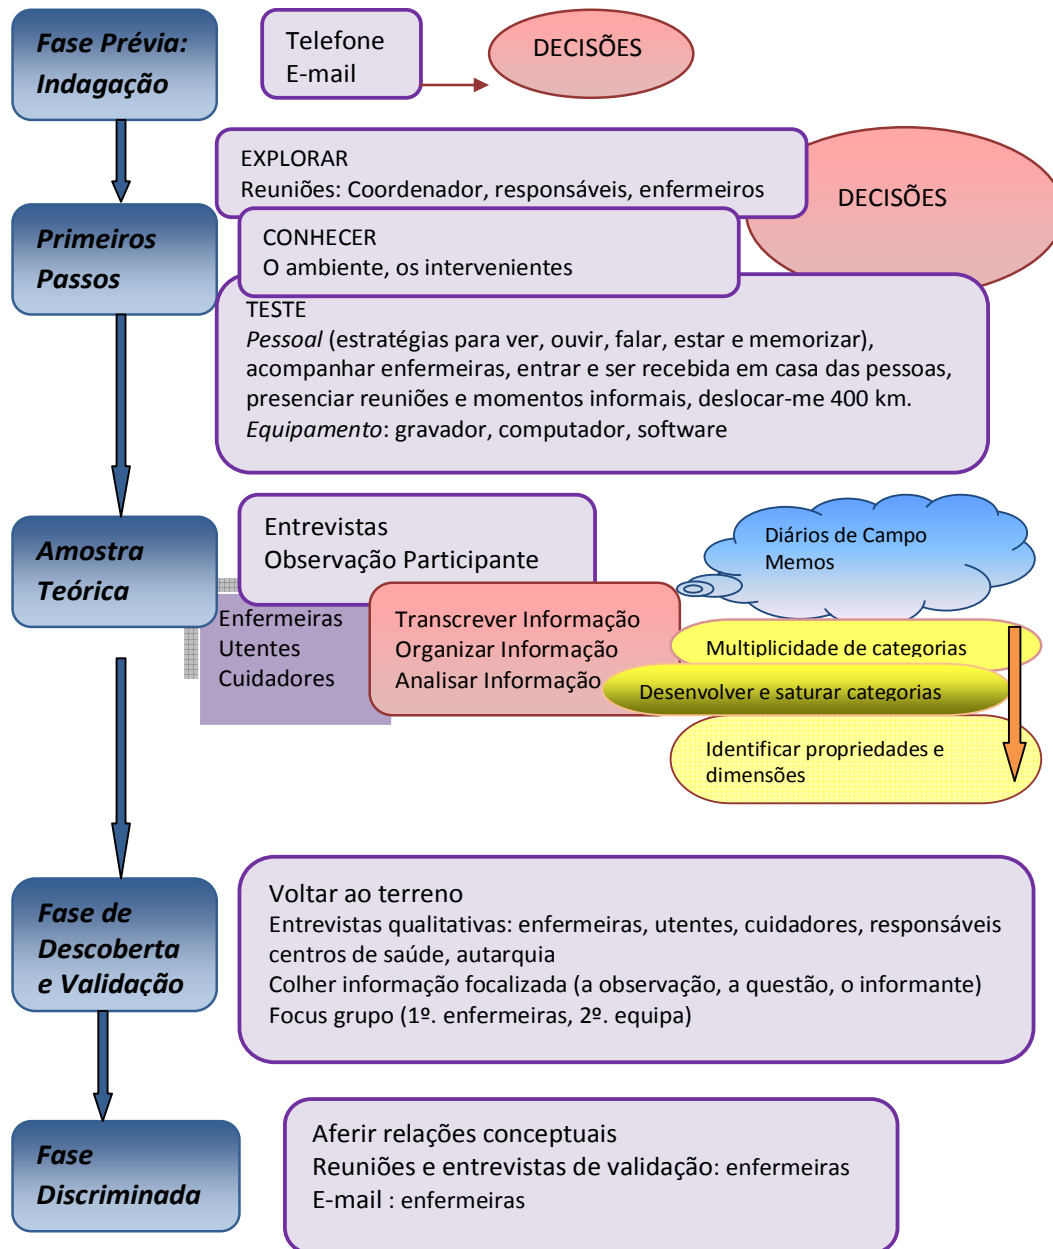 Fase Prévia:
Indagação
Telefone
E-mail
DECISÕES
EXPLORAR
Reuniões: Coordenador, responsáveis, enfermeiros
DECISÕES
Primeiros
Passos
CONHECER
O ambiente, os intervenientes
TESTE
Pessoal (estratégias para ver, ouvir, falar, estar e memorizar),
acompanhar enfermeiras, entrar e ser recebida em casa das pessoas,
presenciar reuniões e momentos informais, deslocar-me 400 km.
Equipamento: gravador, computador, software
Amostra
Teórica
Entrevistas
Observação Participante
Diários de Campo
Memos
Enfermeiras
Utentes
Cuidadores
Transcrever Informação
Organizar Informação
Analisar Informação
Multiplicidade de categorias
Desenvolver e saturar categorias
Identificar propriedades e
dimensões
Fase de
Descoberta
e Validação
Voltar ao terreno
Entrevistas qualitativas: enfermeiras, utentes, cuidadores, responsáveis
centros de saúde, autarquia
Colher informação focalizada (a observação, a questão, o informante)
Focus grupo (1º. enfermeiras, 2º. equipa)
Fase
Discriminada
Aferir relações conceptuais
Reuniões e entrevistas de validação: enfermeiras
E-mail : enfermeiras